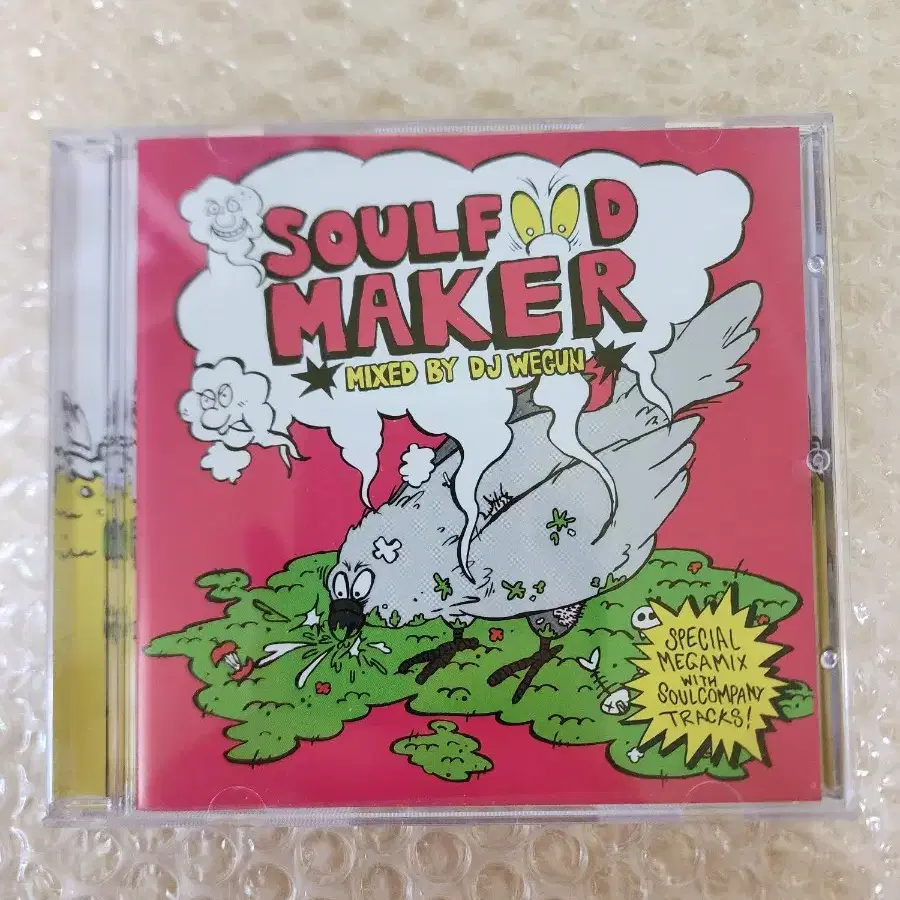 SOULFOOD
MAKER
MIXED BY DJ WEGUN
SPECIAL
MEGAMIX
WITH
SOULCOMPANY
TRACKS!